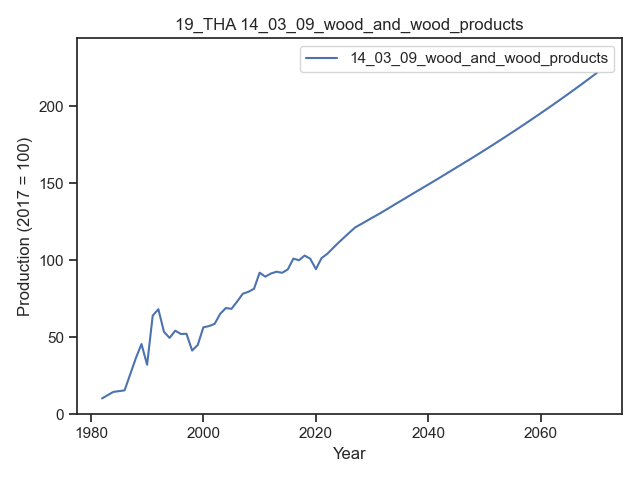 19_THA 14_03_09_wood_and_wood_products
14_03_09_wood_and_wood_products
Production (2017 = 100)
200
150
100
50
0
1980 2000 2020 2040 2060
Year